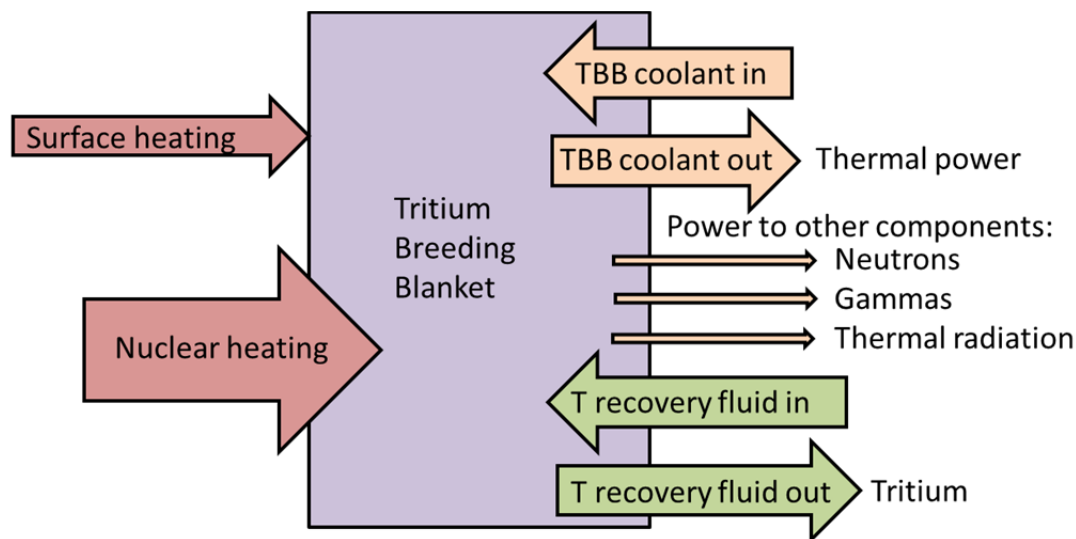 TBB coolant in
Surface heating
TBB coolant out
Thermal power
Tritium
Breeding
Blanket
Power to other components:
Neutrons
Gammas
Thermal radiation
Nuclear heating
T recovery fluid in
T recovery fluid out
Tritium